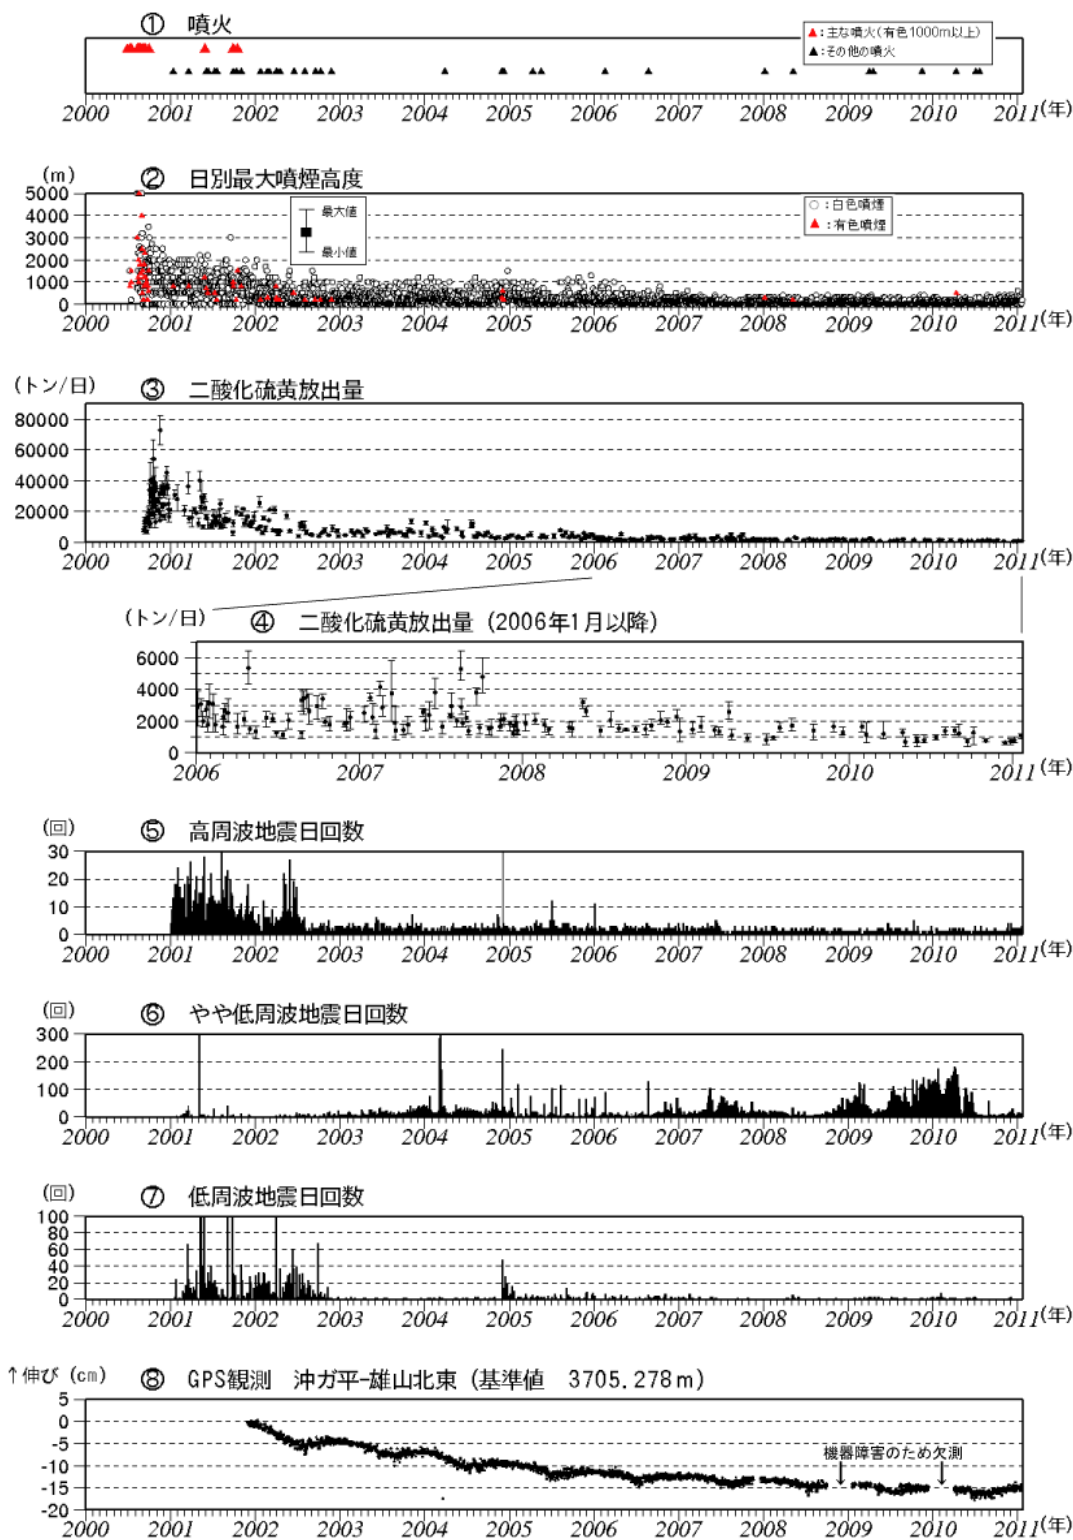 ① 噴火
▲:主な噴火(有色1000m以上)
▲:その他の噴火
2000 2001 2002 2003 2004 2005 2006 2007 2008 2009 2010 2011(年)
(m) ② 日別最大噴煙高度
5000
4000
3000
2000
1000
0
最大値
最小値
○:白色噴煙
▲:有色噴煙
2000 2001 2002 2003 2004 2005 2006 2007 2008 2009 2010 2011(年)
(トン/日) ③ 二酸化硫黄放出量
80000
60000
40000
20000
0
2000 2001 2002 2003 2004 2005 2006 2007 2008 2009 2010 2011(年)
(トン/日) ④ 二酸化硫黄放出量(2006年1月以降)
6000
4000
2000
0
2006 2007 2008 2009 2010 2011(年)
(回) ⑤ 高周波地震日回数
30
20
10
0
2000 2001 2002 2003 2004 2005 2006 2007 2008 2009 2010 2011(年)
(回) ⑥ やや低周波地震日回数
300
200
100
0
2000 2001 2002 2003 2004 2005 2006 2007 2008 2009 2010 2011(年)
(回) ⑦ 低周波地震日回数
100
80
60
40
20
0
2000 2001 2002 2003 2004 2005 2006 2007 2008 2009 2010 2011(年)
↑伸び(cm) ⑧ GPS観測 沖ガ平-雄山北東(基準値 3705.278m)
5
0
-5
-10
-15
-20
機器障害のため欠測
2000 2001 2002 2003 2004 2005 2006 2007 2008 2009 2010 2011(年)